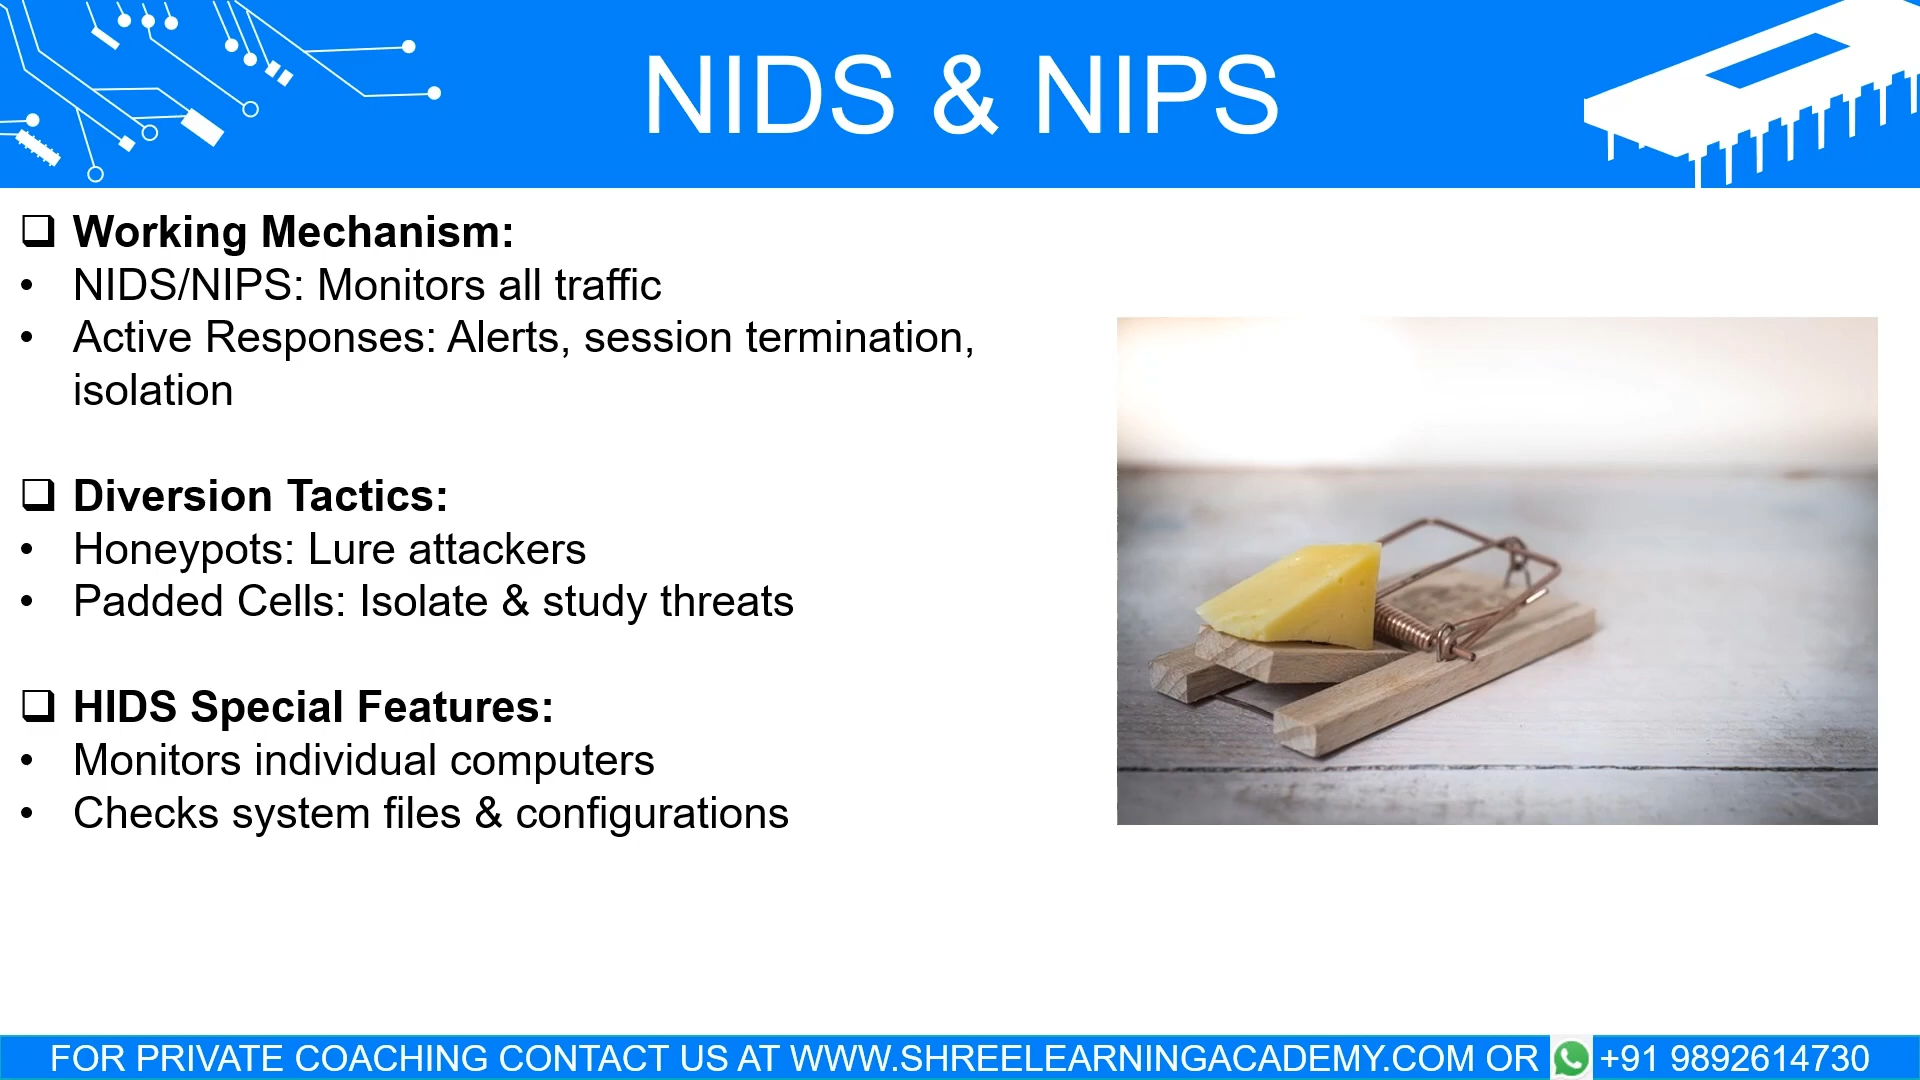 NIDS & NIPS
❑ Working Mechanism:
• NIDS/NIPS: Monitors all traffic
• Active Responses: Alerts, session termination,
isolation
❑ Diversion Tactics:
• Honeypots: Lure attackers
• Padded Cells: Isolate & study threats
❑ HIDS Special Features:
• Monitors individual computers
• Checks system files & configurations
FOR PRIVATE COACHING CONTACT US AT WWW.SHREELEARNINGACADEMY.COM OR +91 9892614730